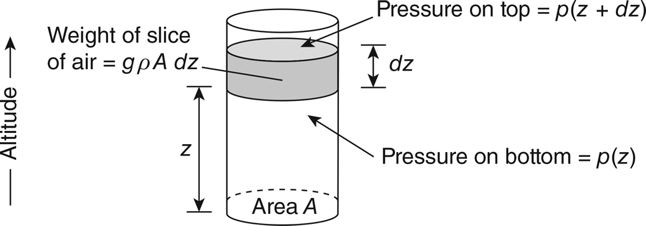 Pressure on top = p(z + dz)
Weight of slice
of air = gρA dz
dz
Altitude
z
Pressure on bottom = p(z)
Area A